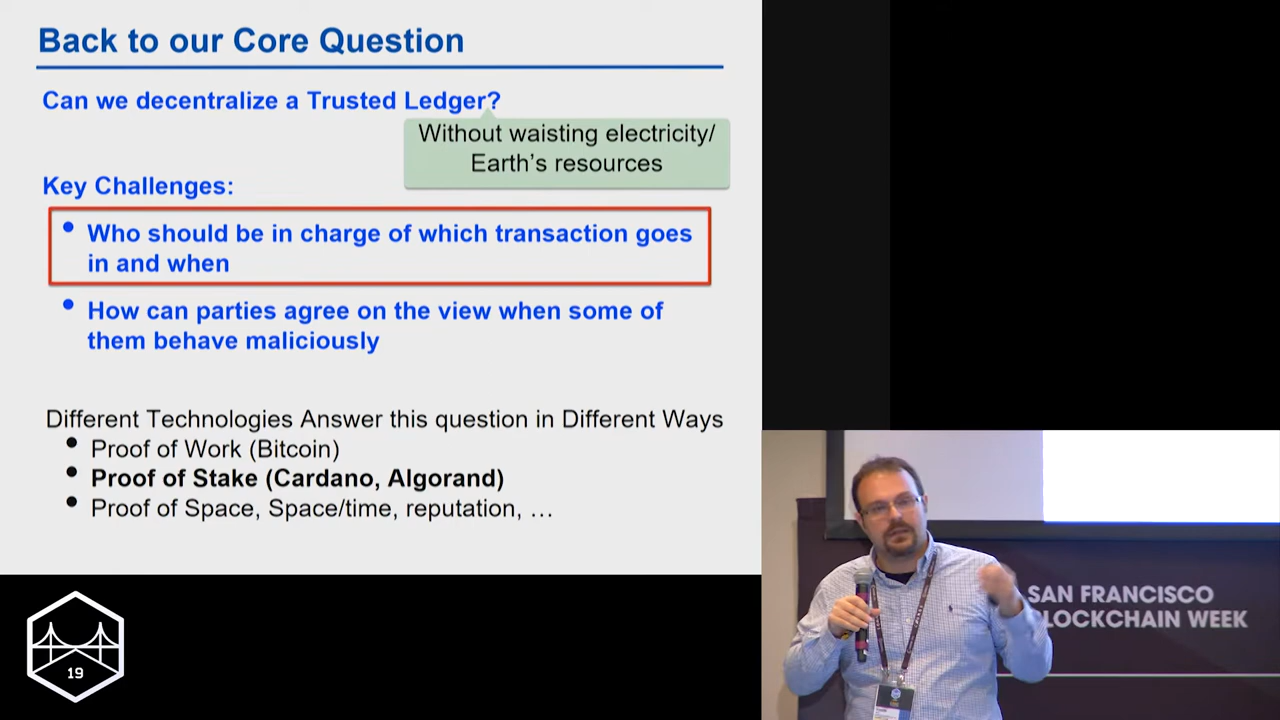 Back to our Core Question
Can we decentralize a Trusted Ledger?
Without waisting electricity/
Earth's resources
Key Challenges:
• Who should be in charge of which transaction goes
in and when
• How can parties agree on the view when some of
them behave maliciously
Different Technologies Answer this question in Different Ways
• Proof of Work (Bitcoin)
• Proof of Stake (Cardano, Algorand)
• Proof of Space, Space/time, reputation, …
19
SAN FRANCISCO
LOCKCHAIN WEEK